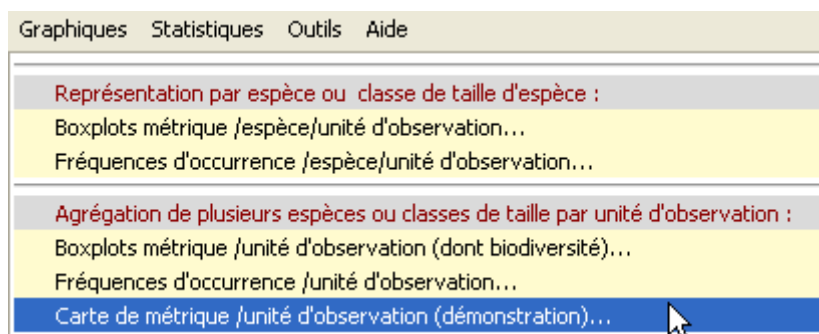 Graphiques Statistiques Outils Aide
Représentation par espèce ou classe de taille d'espèce :
Boxplots métrique /espèce/unité d'observation...
Fréquences d'occurrence /espèce/unité d'observation...
Agrégation de plusieurs espèces ou classes de taille par unité d'observation :
Boxplots métrique /unité d'observation (dont biodiversité)...
Fréquences d'occurrence /unité d'observation...
Carte de métrique /unité d'observation (démonstration)...